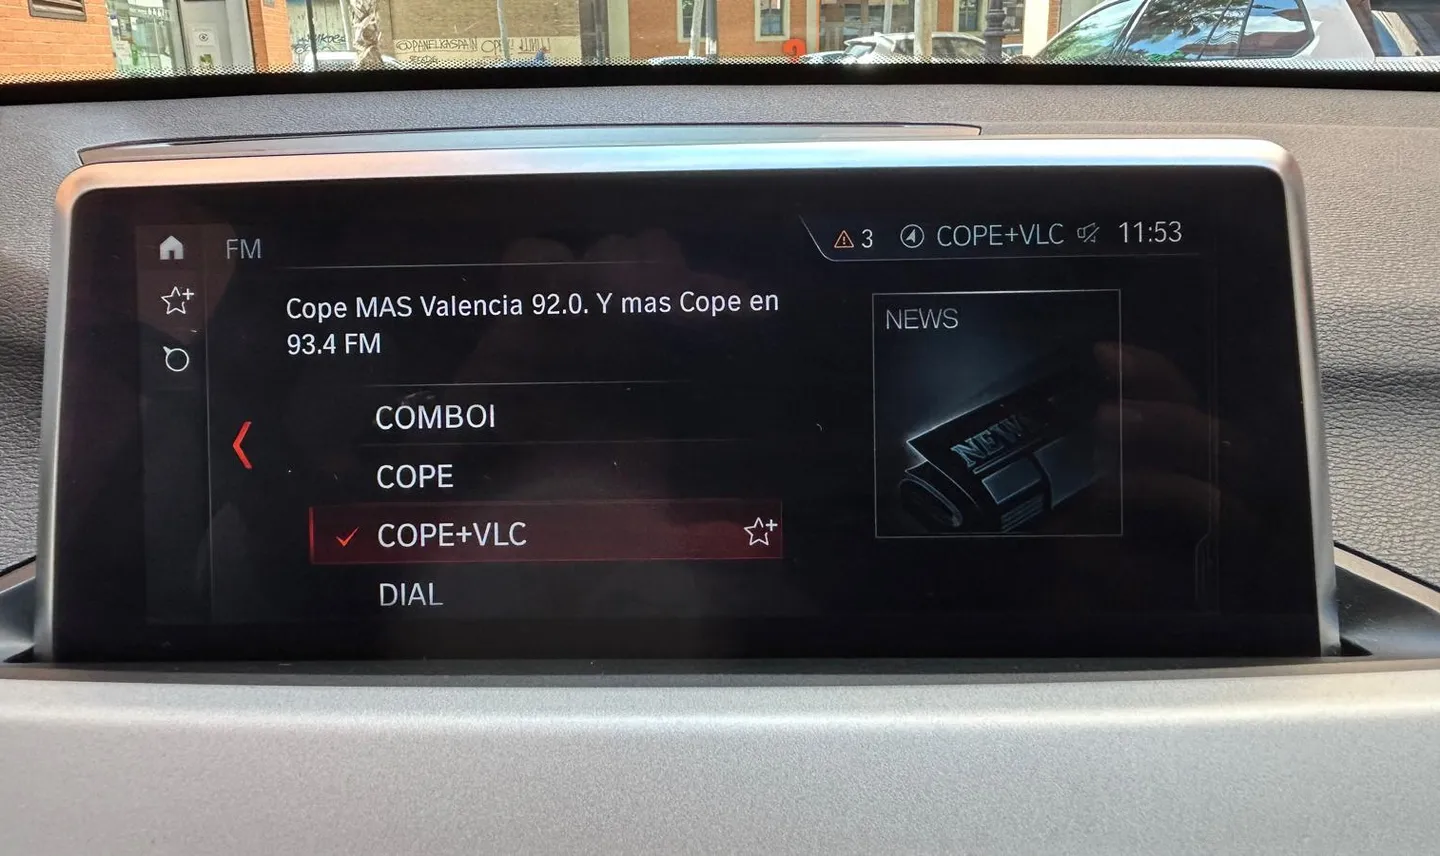 FM
3 COPE+VLC 11:53
Cope MAS Valencia 92.0. Y mas Cope en
93.4 FM
COMBOI
COPE
COPE+VLC
DIAL
NEWS
NEWS